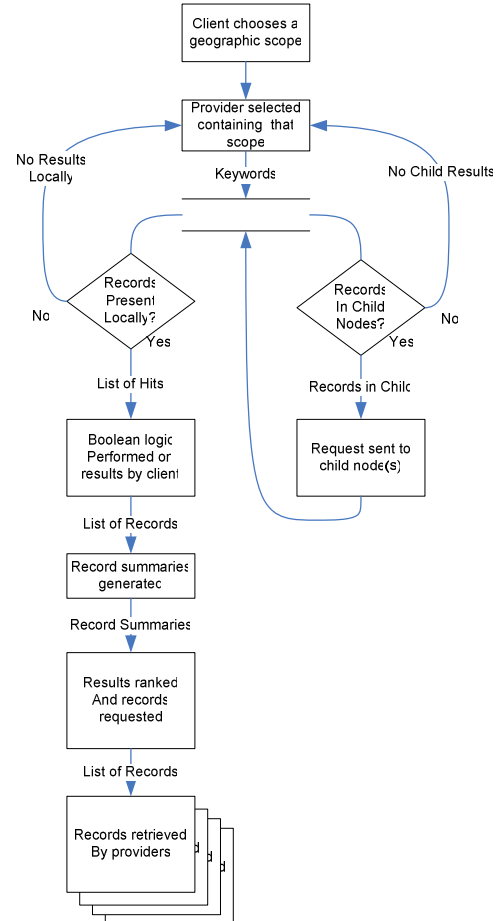 Client chooses a
geographic scope
Provider selected
containing that
scope
No Results
Locally
Keywords
No Child Results
Records
Present
Locally?
Records
In Child
Nodes?
No
No
Yes
Yes
List of Hits
Records in Child
Boolean logic
Performed or
results by client
Request sent to
child node(s)
List of Records
Record summaries
generated
Record Summaries
Results ranked
And records
requested
List of Records
Records retrieved
By providers
d
d
d